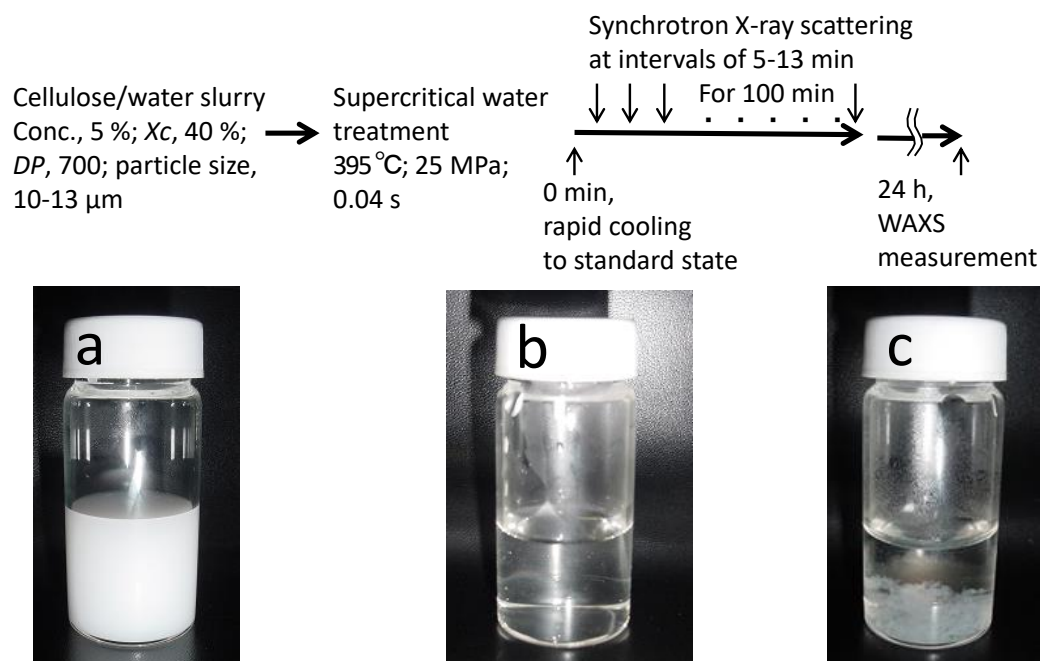 Synchrotron X-ray scattering
at intervals of 5-13 min
For 100 min
Cellulose/water slurry
Conc., 5 %; Xc, 40 %;
DP, 700; particle size,
10-13 µm
Supercritical water
treatment
395℃; 25 MPa;
0.04 s
0 min,
rapid cooling
to standard state
24 h,
WAXS
measurement
a
b
c